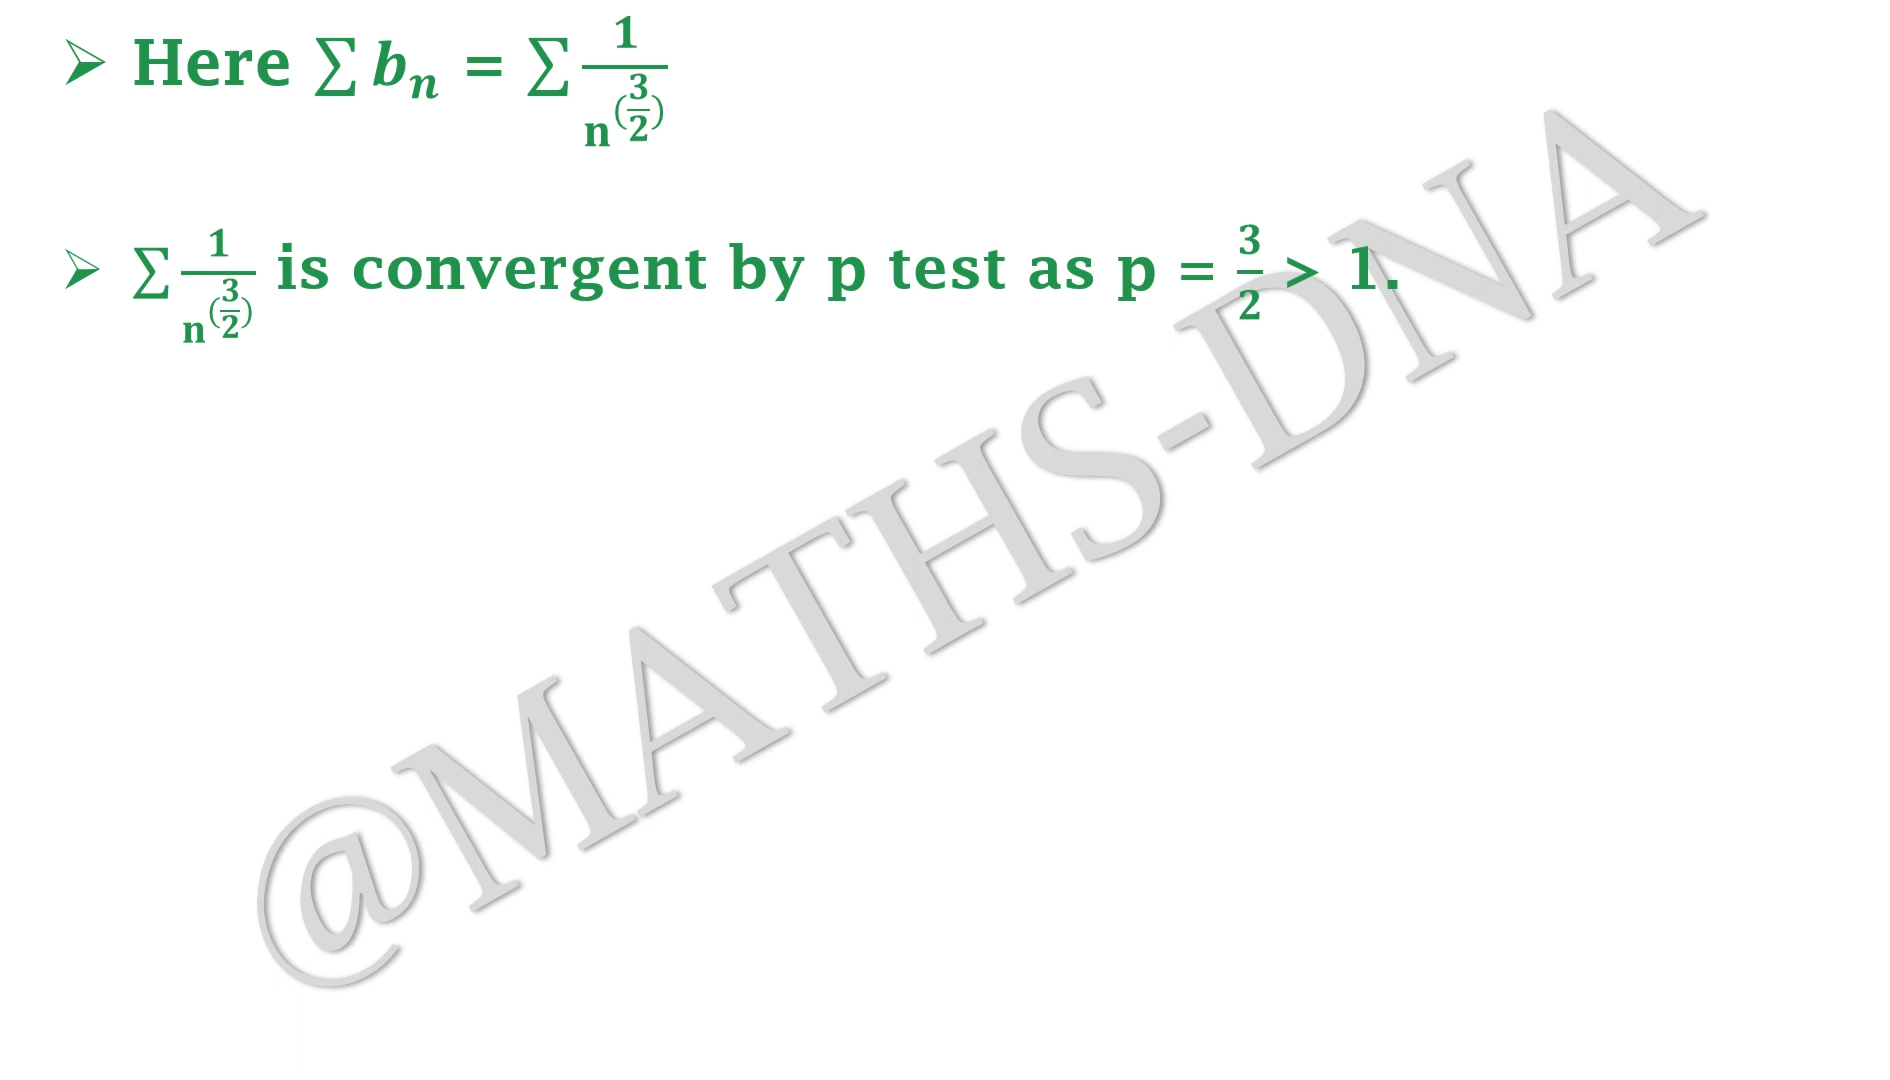 ➢ Here ∑ bₙ = ∑ 1/n^(3/2)
➢ ∑ 1/n^(3/2) is convergent by p test as p = 3/2 > 1.
@MATHS-DNA